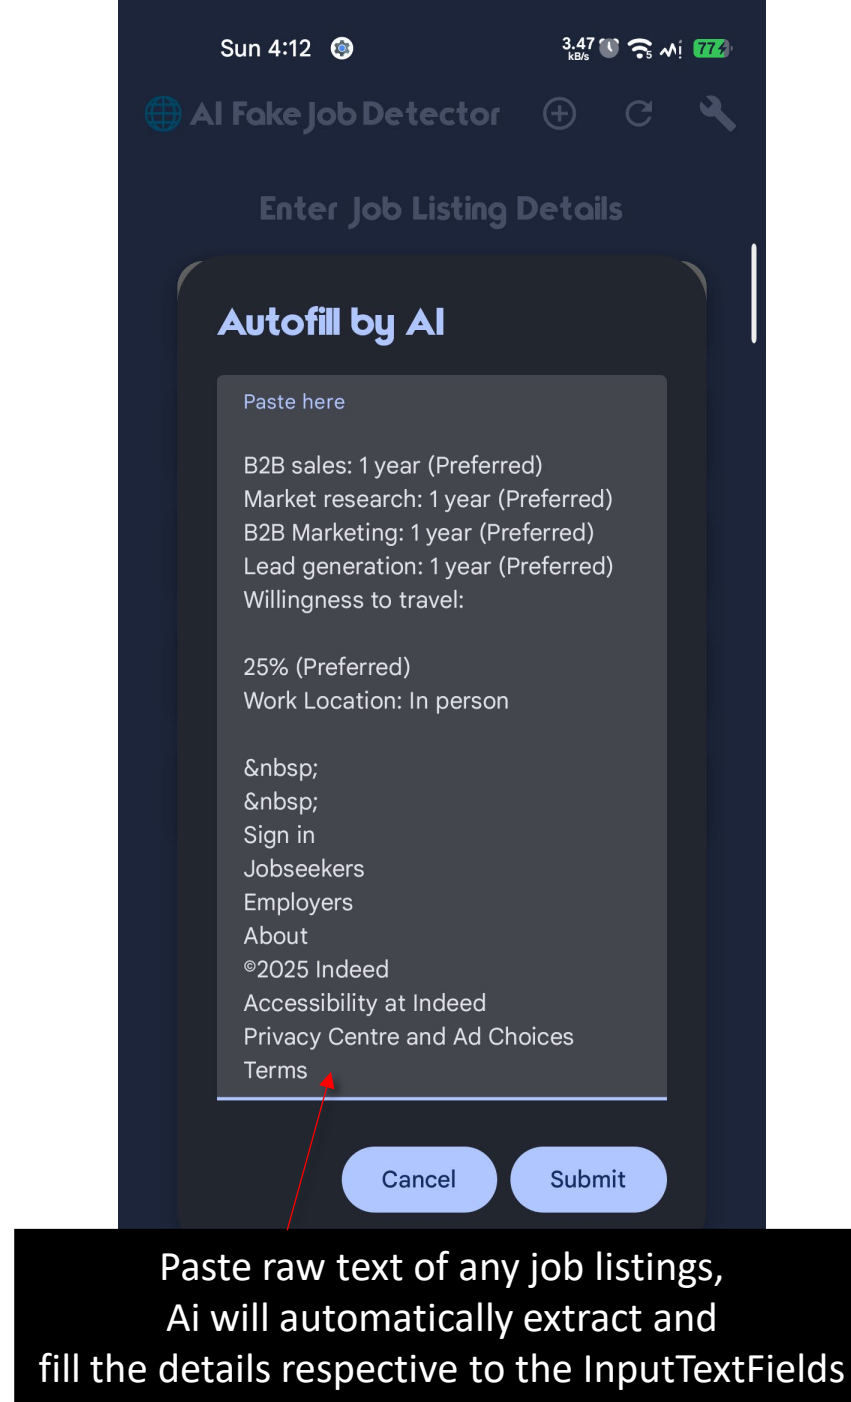 Sun 4:12
3.47
kB/s
5
77
AI Fake Job Detector
Enter Job Listing Details
Autofill by AI
Paste here
B2B sales: 1 year (Preferred)
Market research: 1 year (Preferred)
B2B Marketing: 1 year (Preferred)
Lead generation: 1 year (Preferred)
Willingness to travel:
25% (Preferred)
Work Location: In person
&nbsp;
&nbsp;
Sign in
Jobseekers
Employers
About
©2025 Indeed
Accessibility at Indeed
Privacy Centre and Ad Choices
Terms
Cancel
Submit
Paste raw text of any job listings,
Ai will automatically extract and
fill the details respective to the InputTextFields